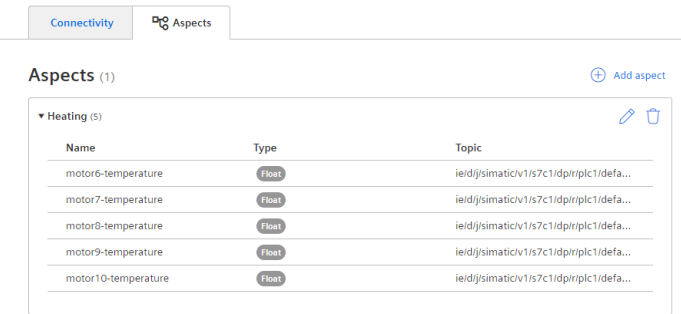 Connectivity Aspects
Aspects (1) Add aspect
Heating (5)
Name Type Topic
motor6-temperature Float ie/d/j/simatic/v1/s7c1/dp/r/plc1/defa...
motor7-temperature Float ie/d/j/simatic/v1/s7c1/dp/r/plc1/defa...
motor8-temperature Float ie/d/j/simatic/v1/s7c1/dp/r/plc1/defa...
motor9-temperature Float ie/d/j/simatic/v1/s7c1/dp/r/plc1/defa...
motor10-temperature Float ie/d/j/simatic/v1/s7c1/dp/r/plc1/defa...